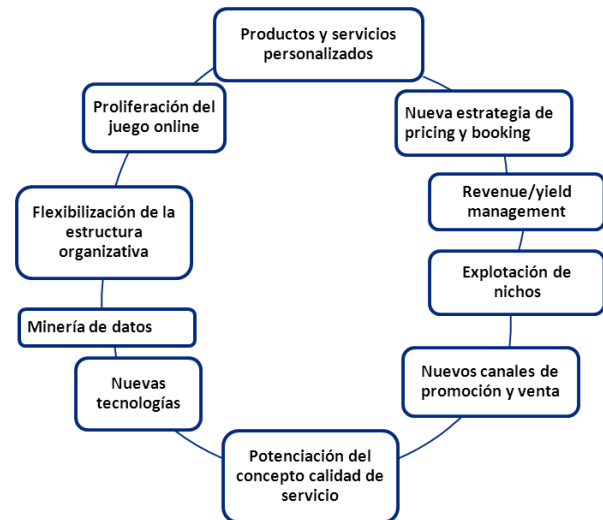 Productos y servicios
personalizados
Proliferación del
juego online
Nueva estrategia de
pricing y booking
Revenue/yield
management
Flexibilización de la
estructura
organizativa
Explotación de
nichos
Minería de datos
Nuevas
tecnologías
Nuevos canales de
promoción y venta
Potenciación del
concepto calidad de
servicio